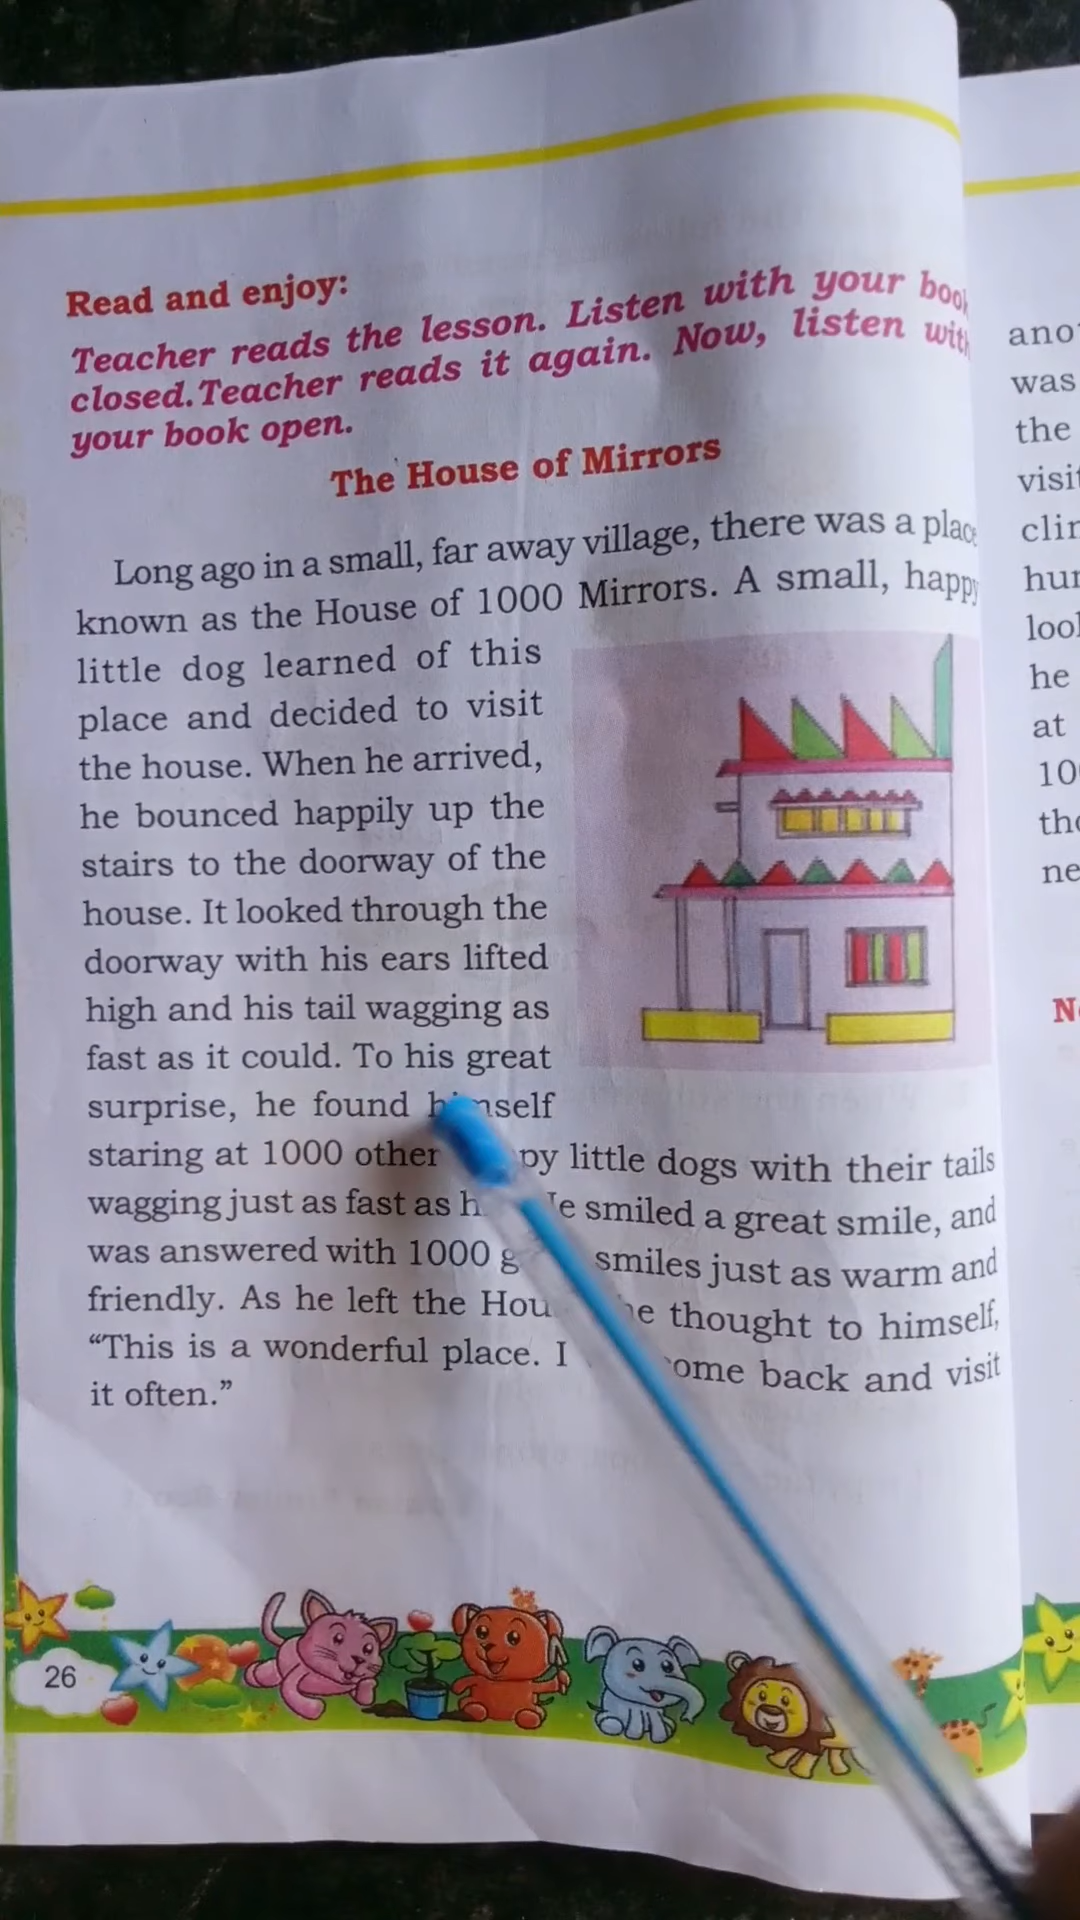 Read and enjoy:
Teacher reads the lesson. Listen with your book
closed. Teacher reads it again. Now, listen with
your book open.
The House of Mirrors
Long ago in a small, far away village, there was a place
known as the House of 1000 Mirrors. A small, happy
little dog learned of this
place and decided to visit
the house. When he arrived,
he bounced happily up the
stairs to the doorway of the
house. It looked through the
doorway with his ears lifted
high and his tail wagging as
fast as it could. To his great
surprise, he found himself
staring at 1000 other little dogs with their tails
wagging just as fast as smiled a great smile, and
was answered with 1000 smiles just as warm and
friendly. As he left the thought to himself,
“This is a wonderful place. I back and visit
it often.”
26
was
the
he
at